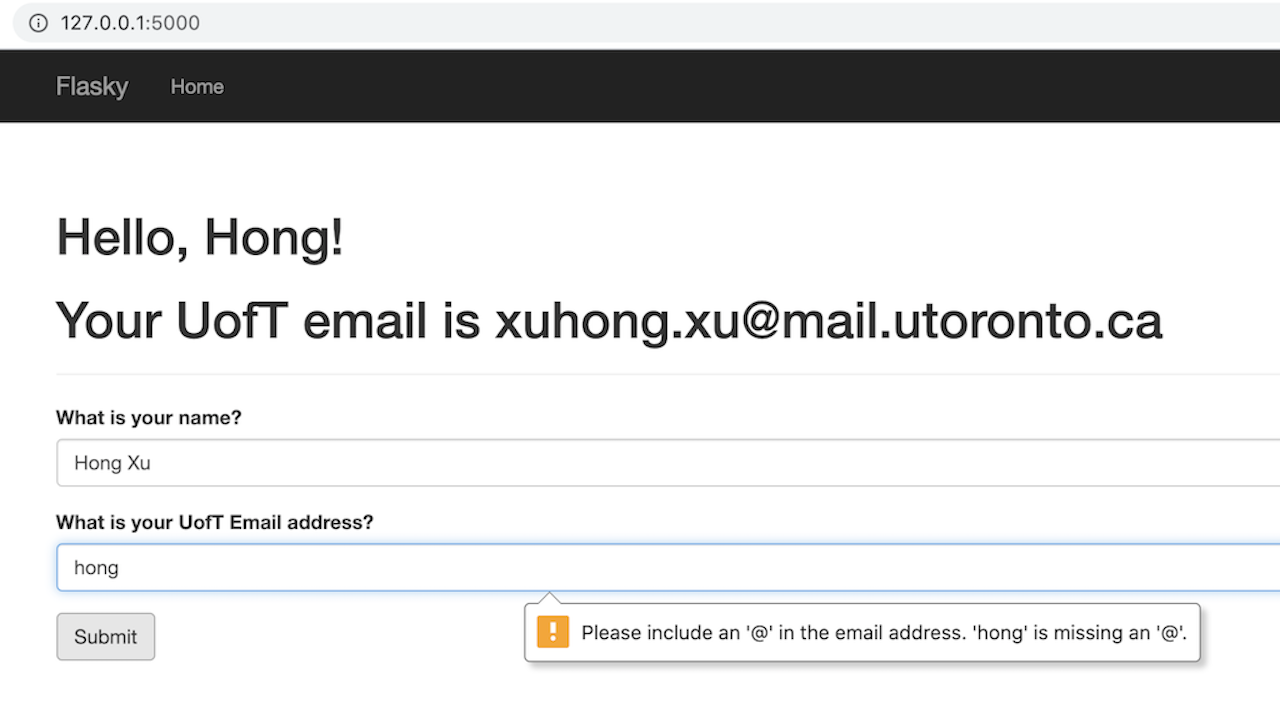 127.0.0.1:5000
Flasky Home
Hello, Hong!
Your UofT email is xuhong.xu@mail.utoronto.ca
What is your name?
Hong Xu
What is your UofT Email address?
hong
Submit
Please include an '@' in the email address. 'hong' is missing an '@'.